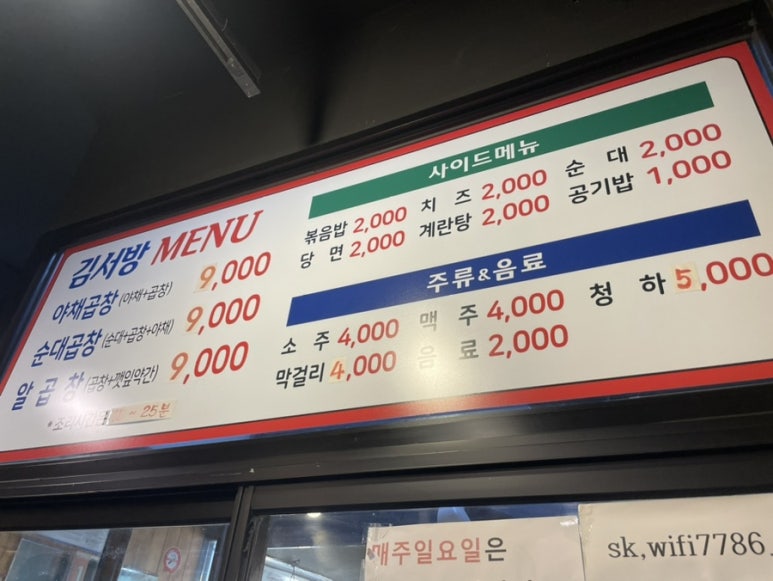 김서방 MENU
야채곱창 (야채+곱창) 9,000
순대곱창 (순대+곱창+야채) 9,000
알곱창 (곱창+깻잎약간) 9,000
*조리시간 ~ 25분
사이드메뉴
볶음밥 2,000 치즈 2,000 순대 2,000
당면 2,000 계란탕 2,000 공기밥 1,000
주류&음료
소주 4,000 맥주 4,000 청하 5,000
막걸리 4,000 음료 2,000
매주일요일은
sk,wifi7786.